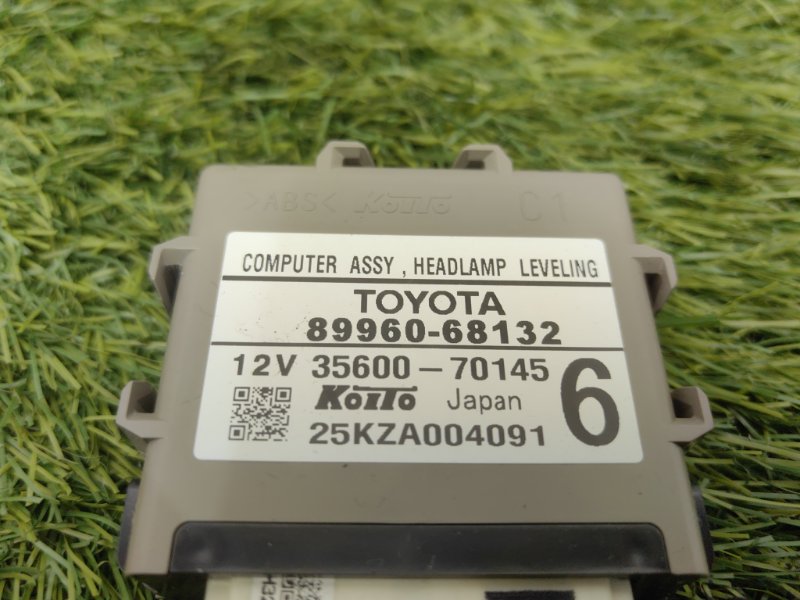 >ABS< KOITO C1
COMPUTER ASSY , HEADLAMP LEVELING
TOYOTA
89960-68132
12V 35600-70145
KOITO Japan 6
25KZA004091